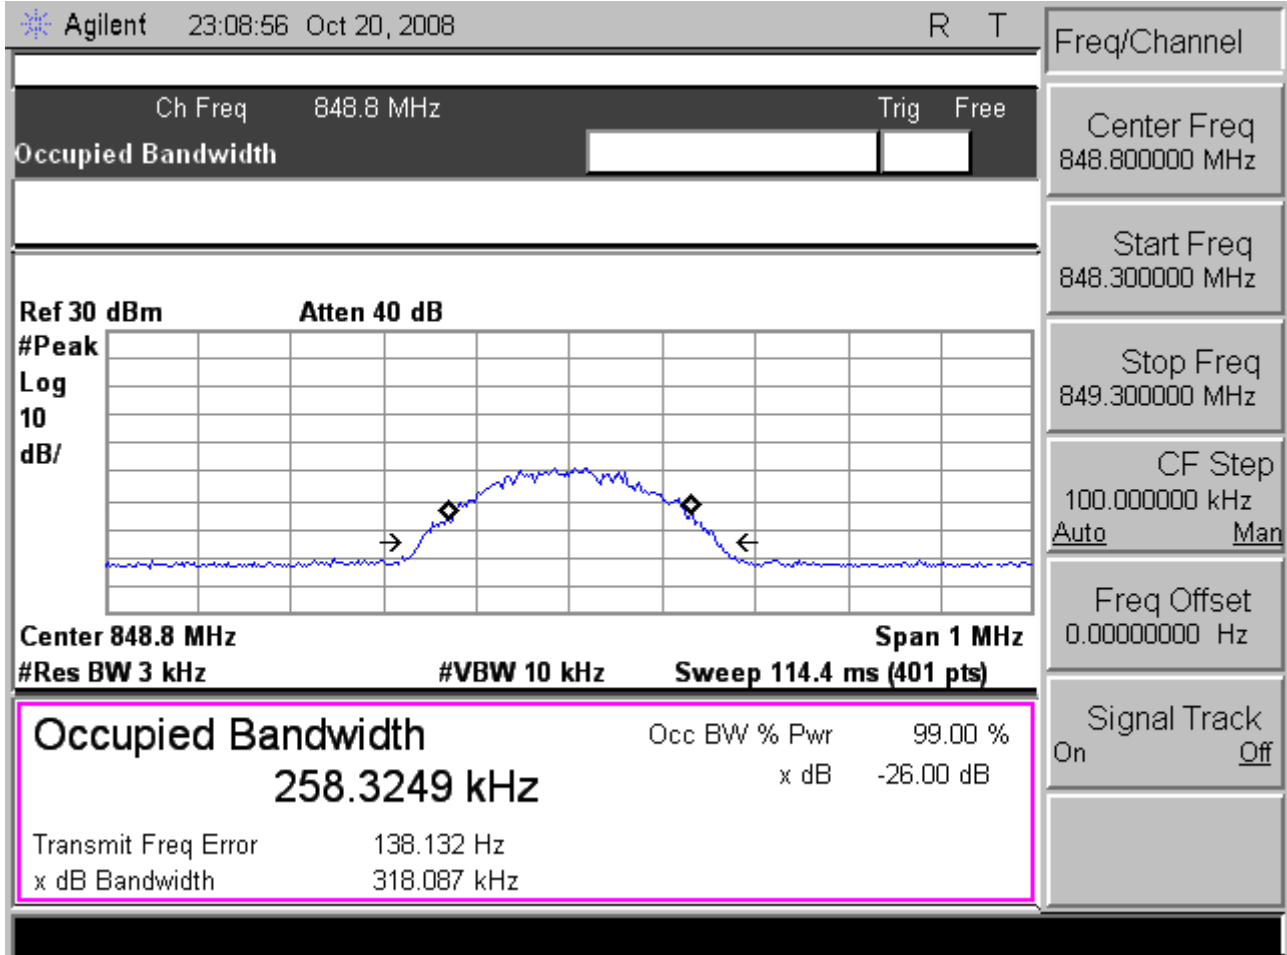 Agilent 23:08:56 Oct 20, 2008 R T
Freq/Channel
Ch Freq 848.8 MHz Trig Free
Occupied Bandwidth
Center Freq
848.800000 MHz
Start Freq
848.300000 MHz
Stop Freq
849.300000 MHz
CF Step
100.000000 kHz
Auto Man
Freq Offset
0.00000000 Hz
Signal Track
On Off
Ref 30 dBm Atten 40 dB
#Peak
Log
10
dB/
Center 848.8 MHz Span 1 MHz
#Res BW 3 kHz #VBW 10 kHz Sweep 114.4 ms (401 pts)
Occupied Bandwidth Occ BW % Pwr 99.00 %
258.3249 kHz x dB -26.00 dB
Transmit Freq Error 138.132 Hz
x dB Bandwidth 318.087 kHz